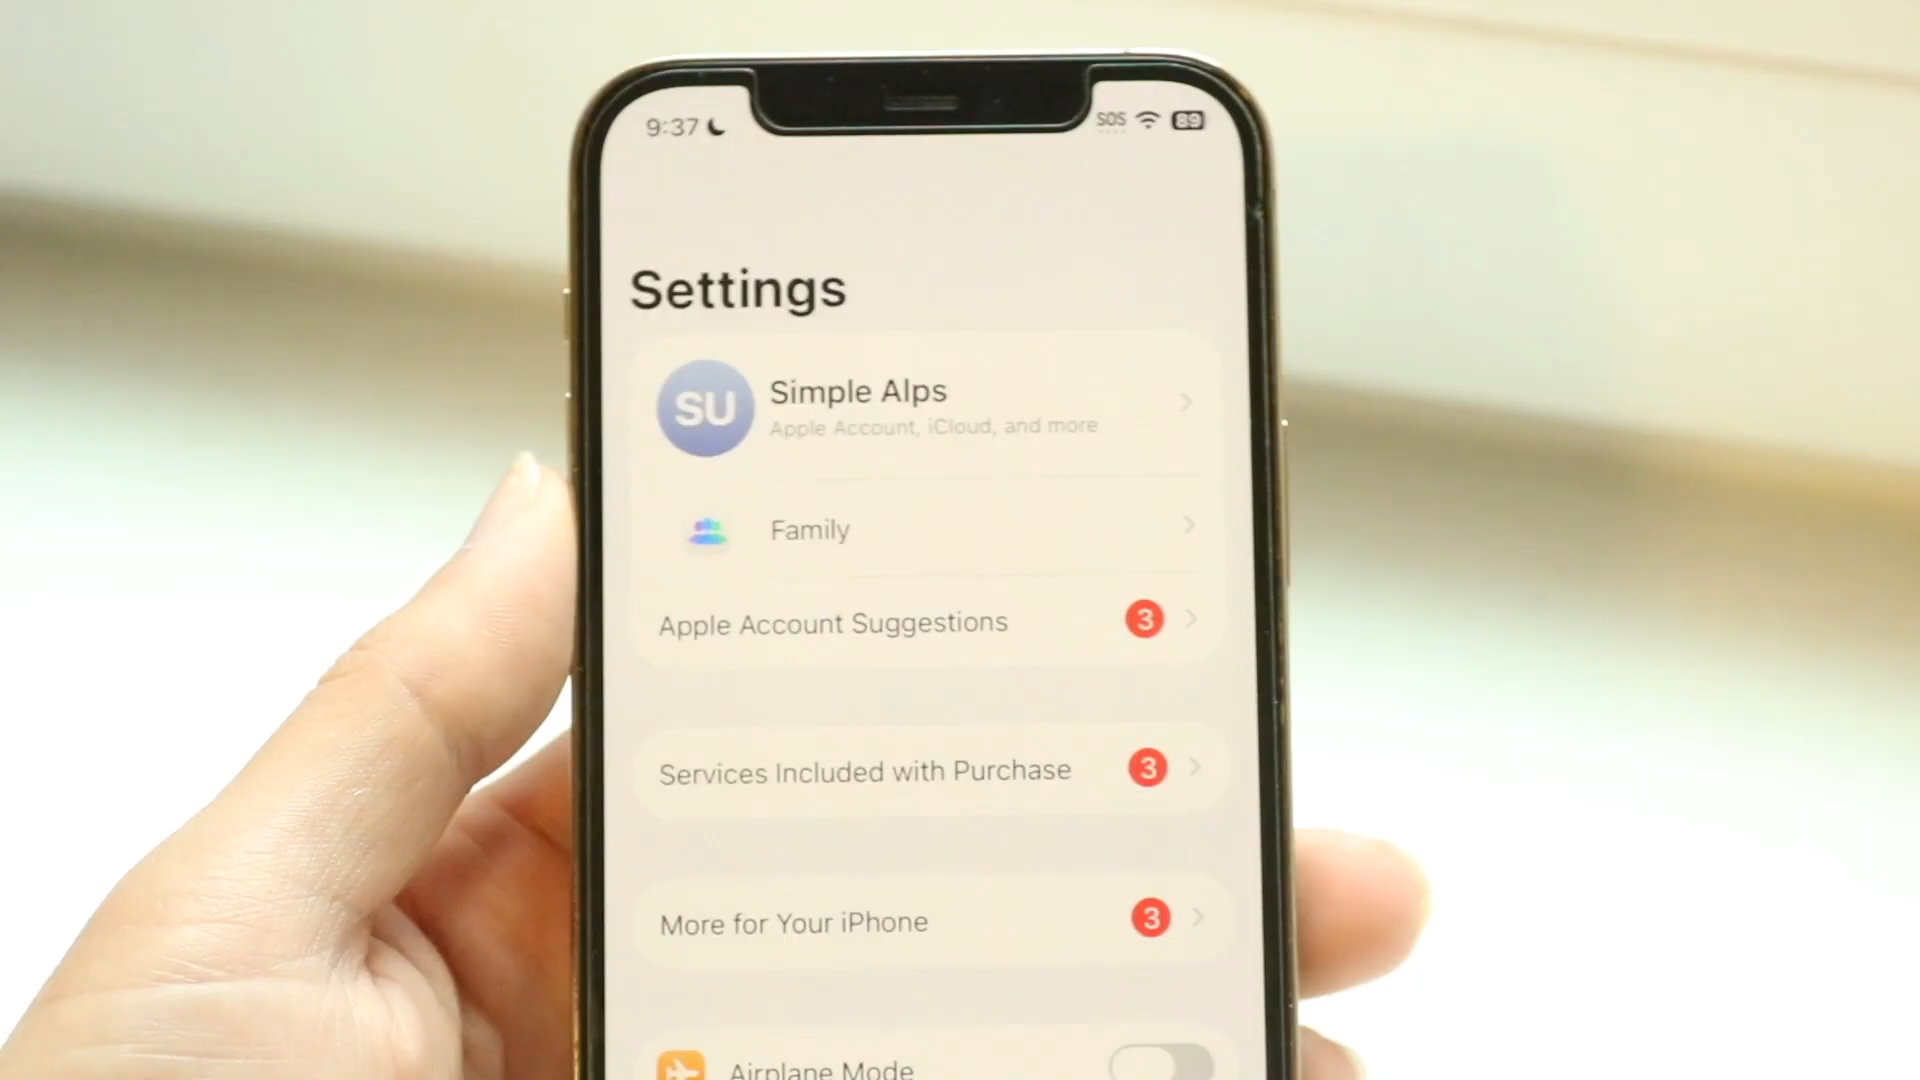 9:37
SOS 89
Settings
SU
Simple Alps
Apple Account, iCloud, and more
Family
Apple Account Suggestions 3
Services Included with Purchase 3
More for Your iPhone 3
Airplane Mode